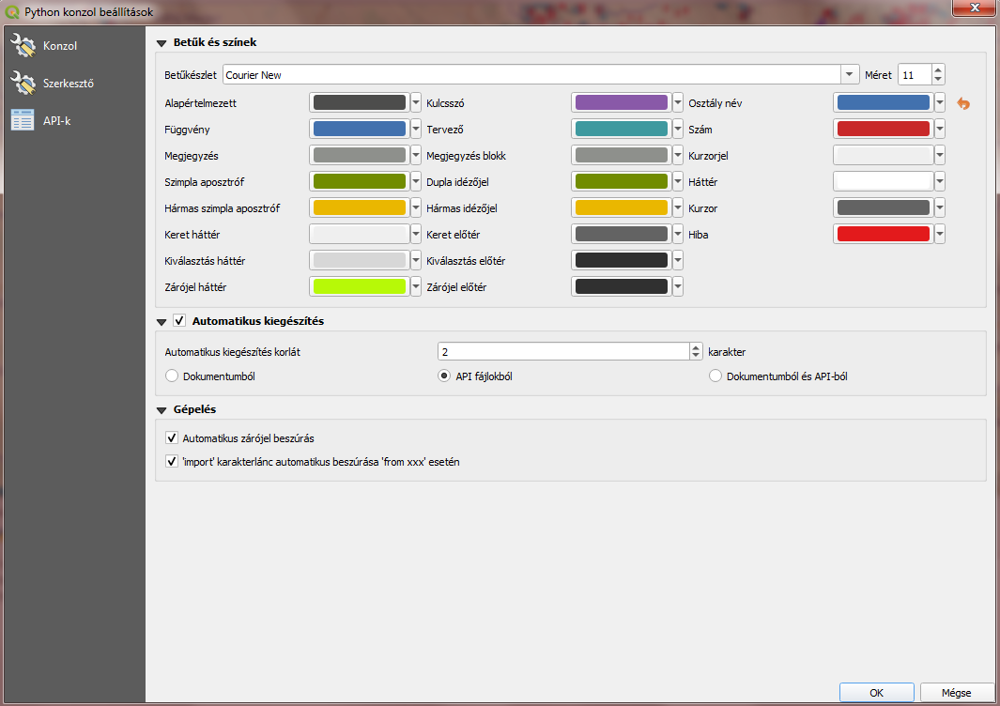 Python konzol beállítások
Konzol
Szerkesztő
API-k
Betűk és színek
Betűkészlet Courier New Méret 11
Alapértelmezett Kulcsszó Osztály név
Függvény Tervező Szám
Megjegyzés Megjegyzés blokk Kurzorjel
Szimpla aposztróf Dupla idézőjel Háttér
Hármas szimpla aposztróf Hármas idézőjel Kurzor
Keret háttér Keret előtér Hiba
Kiválasztás háttér Kiválasztás előtér
Zárójel háttér Zárójel előtér
Automatikus kiegészítés
Automatikus kiegészítés korlát 2 karakter
Dokumentumból API fájlokból Dokumentumból és API-ból
Gépelés
Automatikus zárójel beszúrás
'import' karakterlánc automatikus beszúrása 'from xxx' esetén
OK Mégse